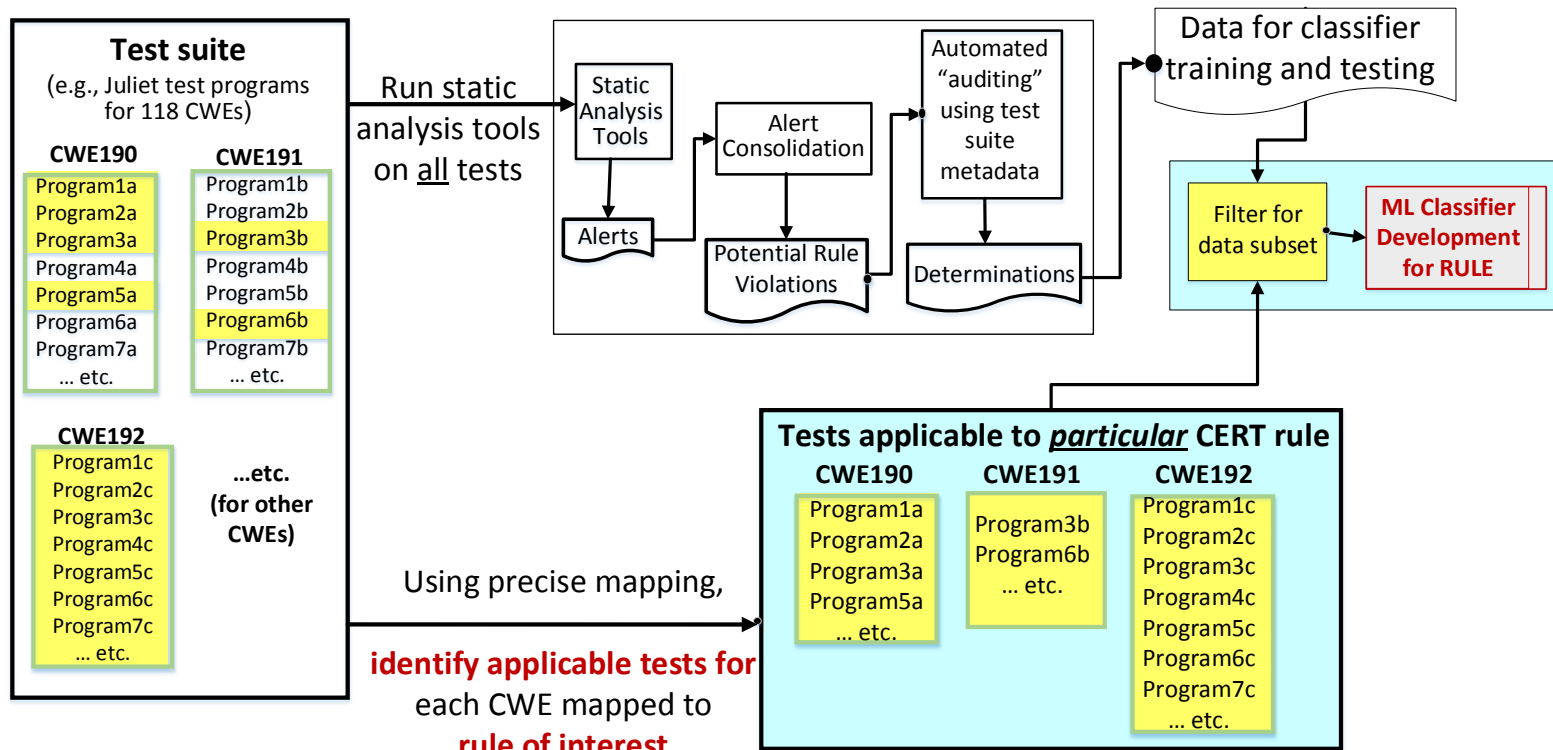 Test suite
(e.g., Juliet test programs
for 118 CWEs)
CWE190
Program1a
Program2a
Program3a
Program4a
Program5a
Program6a
Program7a
... etc.
CWE191
Program1b
Program2b
Program3b
Program4b
Program5b
Program6b
Program7b
... etc.
CWE192
Program1c
Program2c
Program3c
Program4c
Program5c
Program6c
Program7c
... etc.
...etc.
(for other
CWEs)
Run static
analysis tools
on all tests
Static
Analysis
Tools
Alerts
Alert
Consolidation
Potential Rule
Violations
Automated
“auditing”
using test
suite
metadata
Determinations
Data for classifier
training and testing
Filter for
data subset
ML Classifier
Development
for RULE
Using precise mapping,
identify applicable tests for
each CWE mapped to
rule of interest
Tests applicable to particular CERT rule
CWE190
Program1a
Program2a
Program3a
Program5a
... etc.
CWE191
Program3b
Program6b
... etc.
CWE192
Program1c
Program2c
Program3c
Program4c
Program5c
Program6c
Program7c
... etc.